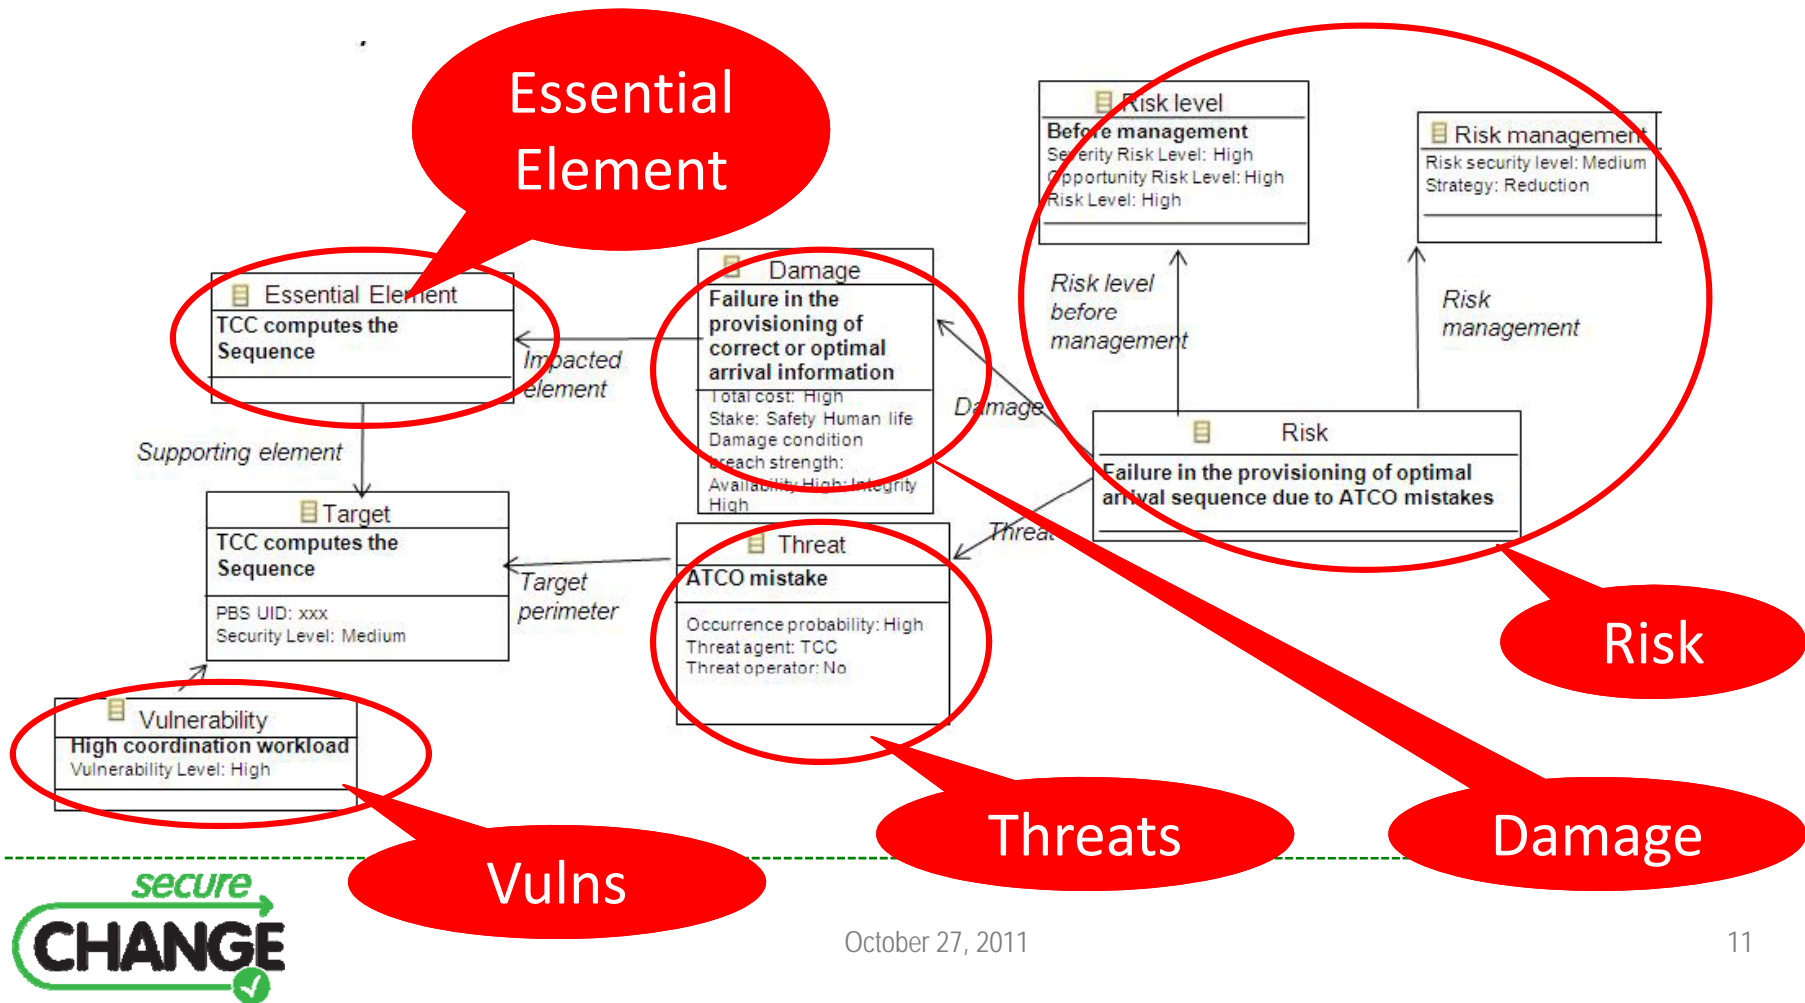 Essential
Element
Risk level
Before management
Severity Risk Level: High
Opportunity Risk Level: High
Risk Level: High
Risk management
Risk security level: Medium
Strategy: Reduction
Essential Element
TCC computes the
Sequence
Impacted
element
Damage
Failure in the
provisioning of
correct or optimal
arrival information
Total cost: High
Stake: Safety Human life
Damage condition
breach strength:
Availability High: Integrity
High
Risk level
before
management
Risk
management
Damage
Risk
Failure in the provisioning of optimal
arrival sequence due to ATCO mistakes
Supporting element
Target
TCC computes the
Sequence
PBS UID: xxx
Security Level: Medium
Target
perimeter
Threat
Threat
ATCO mistake
Occurrence probability: High
Threat agent: TCC
Threat operator: No
Risk
Vulnerability
High coordination workload
Vulnerability Level: High
Vulns
Threats
Damage
secure
CHANGE
October 27, 2011
11